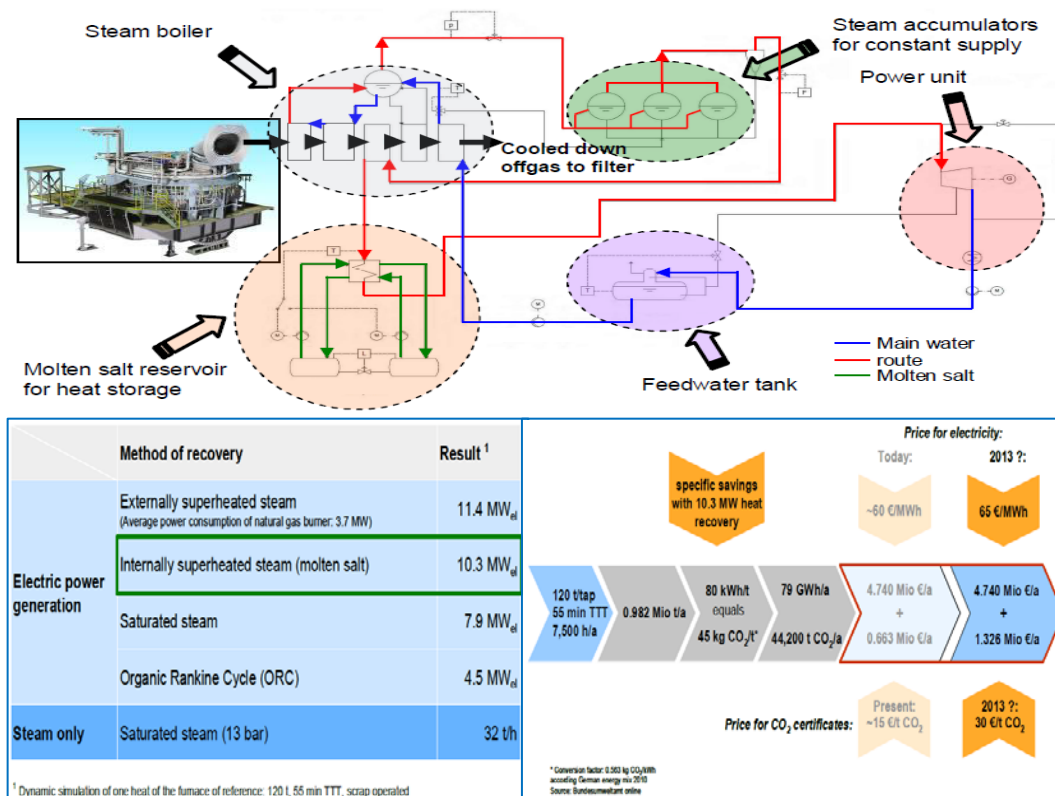 Steam boiler
Steam accumulators
for constant supply
Power unit
Cooled down
offgas to filter
Molten salt reservoir
for heat storage
Feedwater tank
Main water
route
Molten salt
P
T
P
G
T
M
T
M
M
M
L
Method of recovery
Result ¹
Electric power
generation
Externally superheated steam
(Average power consumption of natural gas burner: 3.7 MW)
11.4 MWel
Internally superheated steam (molten salt)
10.3 MWel
Saturated steam
7.9 MWel
Organic Rankine Cycle (ORC)
4.5 MWel
Steam only
Saturated steam (13 bar)
32 t/h
¹ Dynamic simulation of one heat of the furnace of reference: 120 t, 55 min TTT, scrap operated
Price for electricity:
Today:
2013 ?:
specific savings
with 10.3 MW heat
recovery
~60 €/MWh
65 €/MWh
120 t/tap
55 min TTT
7,500 h/a
0.982 Mio t/a
80 kWh/t
equals
45 kg CO₂/t*
79 GWh/a
44,200 t CO₂/a
4.740 Mio €/a
+
0.663 Mio €/a
4.740 Mio €/a
+
1.326 Mio €/a
Price for CO₂ certificates:
Present:
~15 €/t CO₂
2013 ?:
30 €/t CO₂
* Conversion factor: 0.563 kg CO₂/kWh
according German energy mix 2010
Source: Bundesumweltamt online